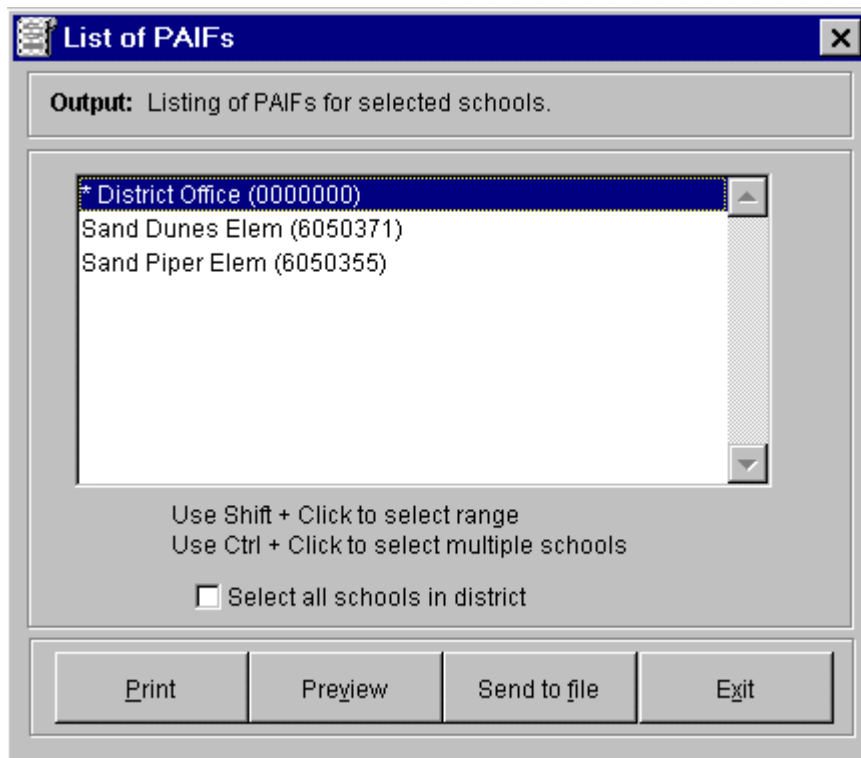 List of PAIFs
Output: Listing of PAIFs for selected schools.
* District Office (0000000)
Sand Dunes Elem (6050371)
Sand Piper Elem (6050355)
Use Shift + Click to select range
Use Ctrl + Click to select multiple schools
Select all schools in district
Print Preview Send to file Exit